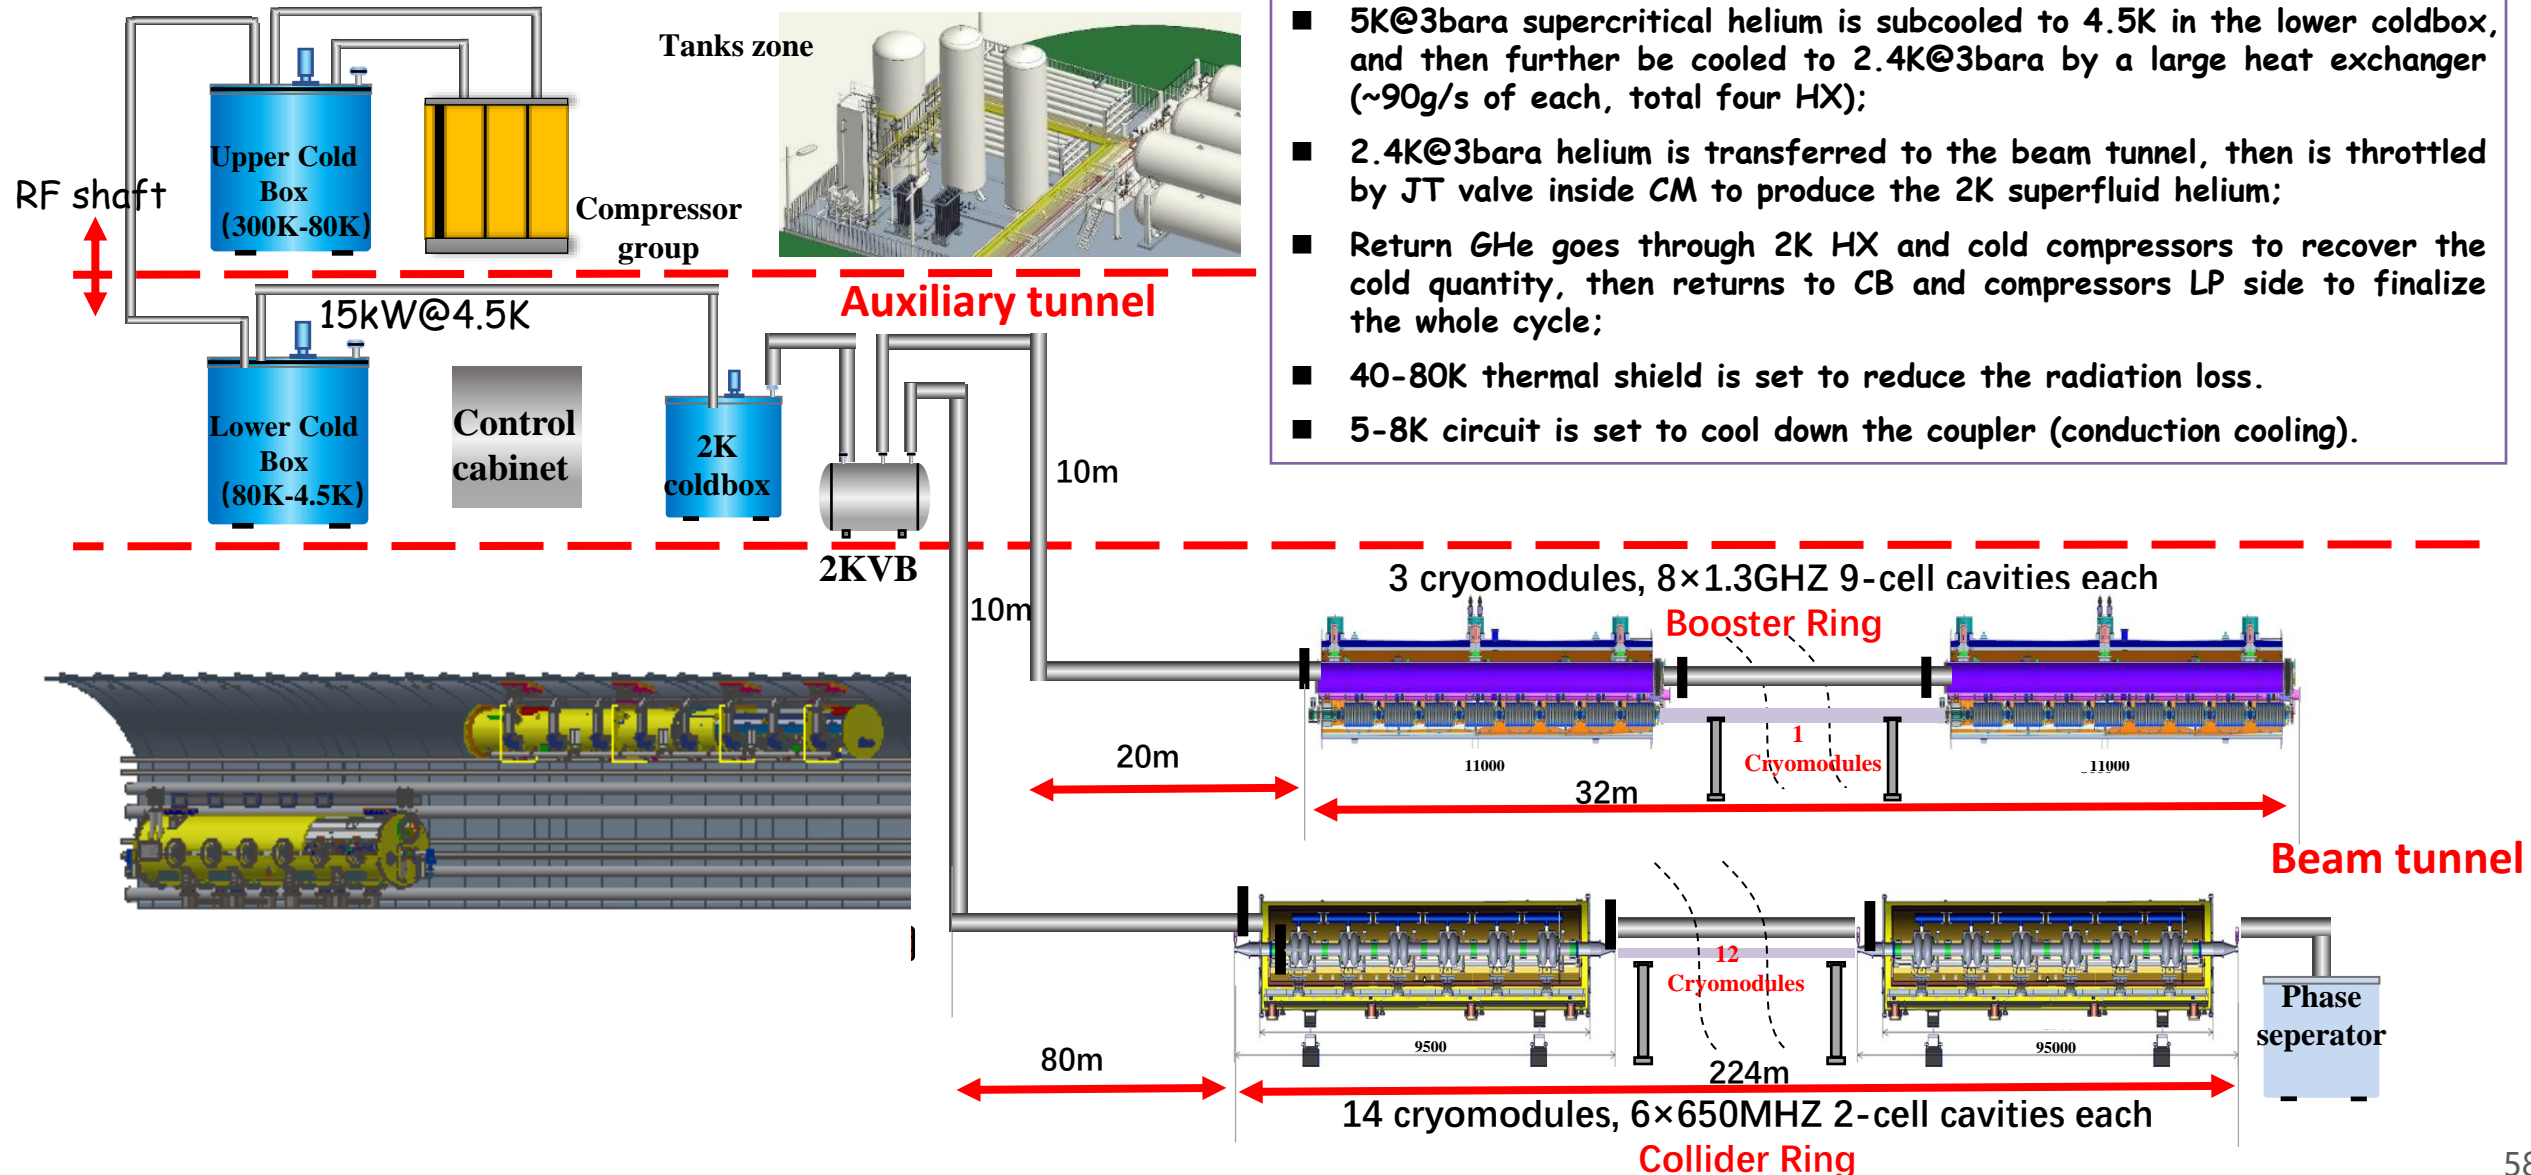 Tanks zone
Upper Cold
Box
(300K-80K)
RF shaft
Compressor
group
■ 5K@3bara supercritical helium is subcooled to 4.5K in the lower coldbox,
and then further be cooled to 2.4K@3bara by a large heat exchanger
(~90g/s of each, total four HX);
■ 2.4K@3bara helium is transferred to the beam tunnel, then is throttled
by JT valve inside CM to produce the 2K superfluid helium;
■ Return GHe goes through 2K HX and cold compressors to recover the
cold quantity, then returns to CB and compressors LP side to finalize
the whole cycle;
■ 40-80K thermal shield is set to reduce the radiation loss.
■ 5-8K circuit is set to cool down the coupler (conduction cooling).
Auxiliary tunnel
15kW@4.5K
Lower Cold
Box
(80K-4.5K)
Control
cabinet
2K
coldbox
10m
2KVB
10m
3 cryomodules, 8×1.3GHZ 9-cell cavities each
Booster Ring
1
Cryomodules
11000
11000
20m
32m
Beam tunnel
12
Cryomodules
9500
95000
Phase
seperator
80m
224m
14 cryomodules, 6×650MHZ 2-cell cavities each
Collider Ring
58